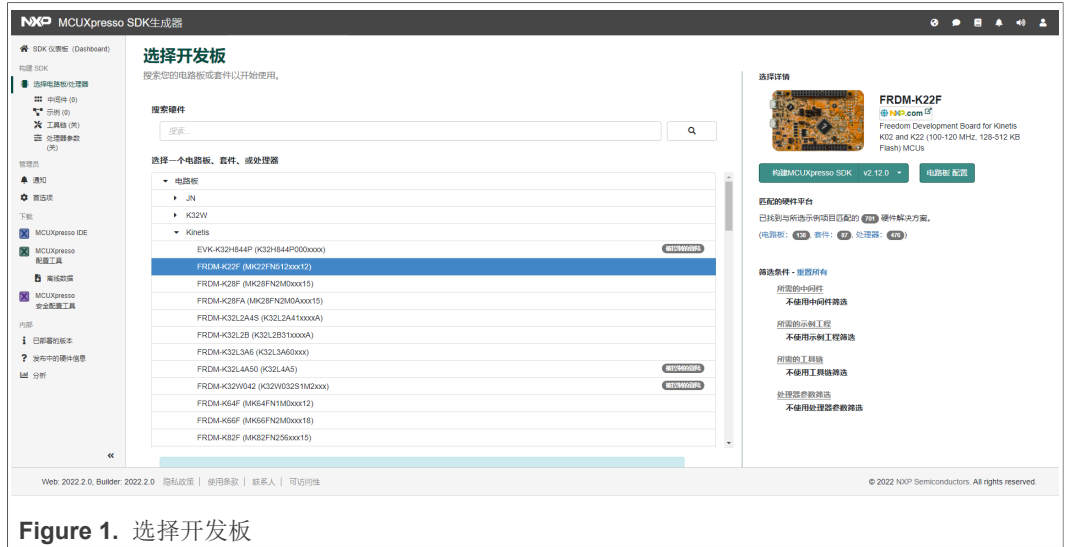 NXP MCUXpresso SDK生成器
SDK 仪表板 (Dashboard)
构建 SDK
选择电路板/处理器
中间件 (0)
示例 (0)
工具链 (关)
处理器参数
(关)
管理员
通知
首选项
下载
MCUXpresso IDE
MCUXpresso
配置工具
离线数据
MCUXpresso
安全配置工具
内部
已部署的版本
发布中的硬件信息
分析
选择开发板
搜索您的电路板或套件以开始使用。
搜索硬件
搜索...
选择一个电路板、套件、或处理器
电路板
JN
K32W
Kinetis
EVK-K32H844P (K32H844P000xxxx)
FRDM-K22F (MK22FN512xxx12)
FRDM-K28F (MK28FN2M0xxx15)
FRDM-K28FA (MK28FN2M0Axxx15)
FRDM-K32L2A4S (K32L2A41xxxxA)
FRDM-K32L2B (K32L2B31xxxxA)
FRDM-K32L3A6 (K32L3A60xxx)
FRDM-K32L4A50 (K32L4A5)
FRDM-K32W042 (K32W032S1M2xxx)
FRDM-K64F (MK64FN1M0xxx12)
FRDM-K66F (MK66FN2M0xxx18)
FRDM-K82F (MK82FN256xxx15)
选择详情
FRDM-K22F
NXP.com
Freedom Development Board for Kinetis
K02 and K22 (100-120 MHz, 128-512 KB
Flash) MCUs
构建MCUXpresso SDK v2.12.0
电路板 配置
匹配的硬件平台
已找到与所选示例项目匹配的 701 硬件解决方案。
(电路板: 138, 套件: 87, 处理器: 476)
筛选条件 - 重置所有
所需的中间件
不使用中间件筛选
所需的示例工程
不使用示例工程筛选
所需的工具链
不使用工具链筛选
处理器参数筛选
不使用处理器参数筛选
Web: 2022.2.0, Builder: 2022.2.0 隐私政策 | 使用条款 | 联系人 | 可访问性
© 2022 NXP Semiconductors. All rights reserved.
Figure 1. 选择开发板